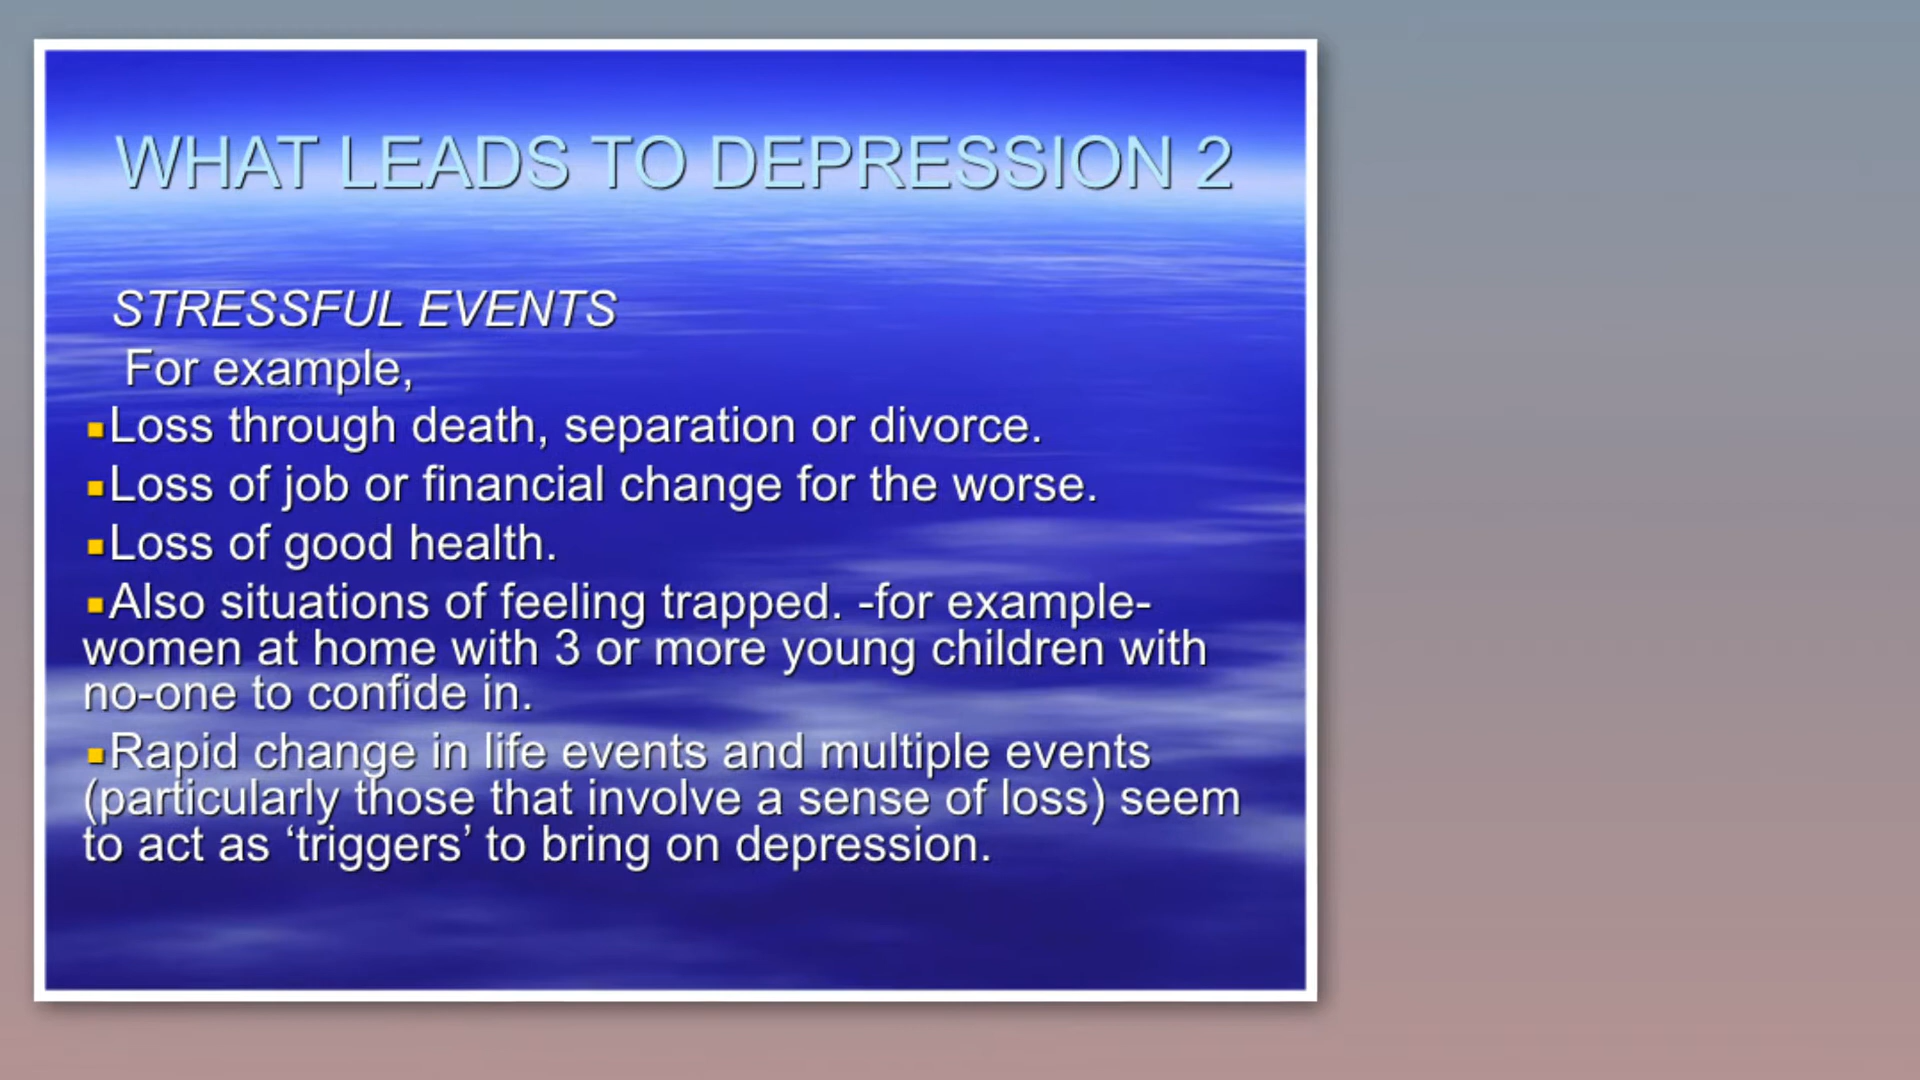 WHAT LEADS TO DEPRESSION 2
STRESSFUL EVENTS
For example,
▪Loss through death, separation or divorce.
▪Loss of job or financial change for the worse.
▪Loss of good health.
▪Also situations of feeling trapped. -for example-
women at home with 3 or more young children with
no-one to confide in.
▪Rapid change in life events and multiple events
(particularly those that involve a sense of loss) seem
to act as ‘triggers’ to bring on depression.